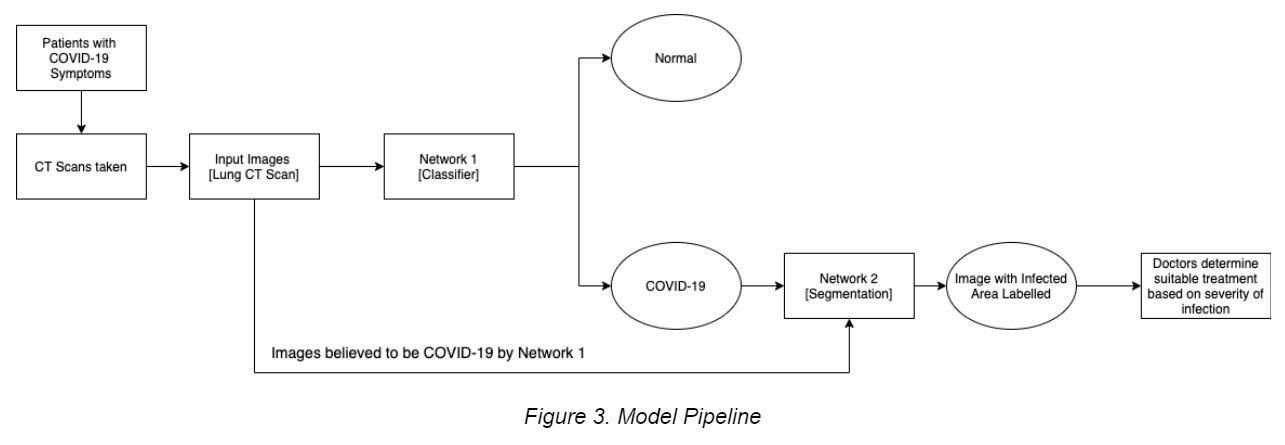 Patients with
COVID-19
Symptoms
Normal
CT Scans taken
Input Images
[Lung CT Scan]
Network 1
[Classifier]
COVID-19
Network 2
[Segmentation]
Image with Infected
Area Labelled
Doctors determine
suitable treatment
based on severity of
infection
Images believed to be COVID-19 by Network 1
Figure 3. Model Pipeline